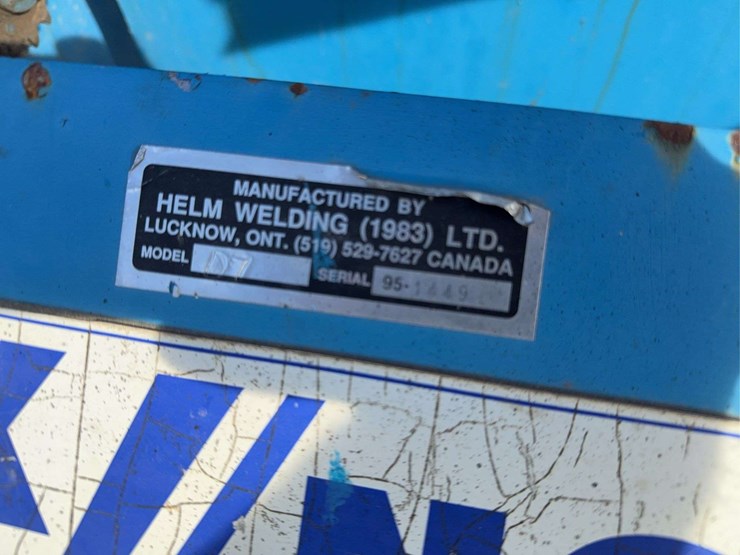 MANUFACTURED BY
HELM WELDING (1983) LTD.
LUCKNOW, ONT. (519) 529-7627 CANADA
MODEL D7 SERIAL 95-1449